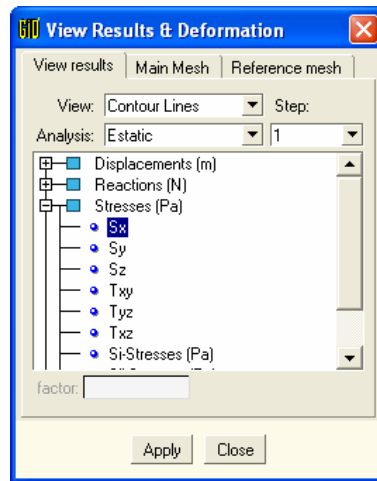 GiD View Results & Deformation
View results Main Mesh Reference mesh
View: Contour Lines Step:
Analysis: Estatic 1
Displacements (m)
Reactions (N)
Stresses (Pa)
Sx
Sy
Sz
Txy
Tyz
Txz
Si-Stresses (Pa)
factor:
Apply Close